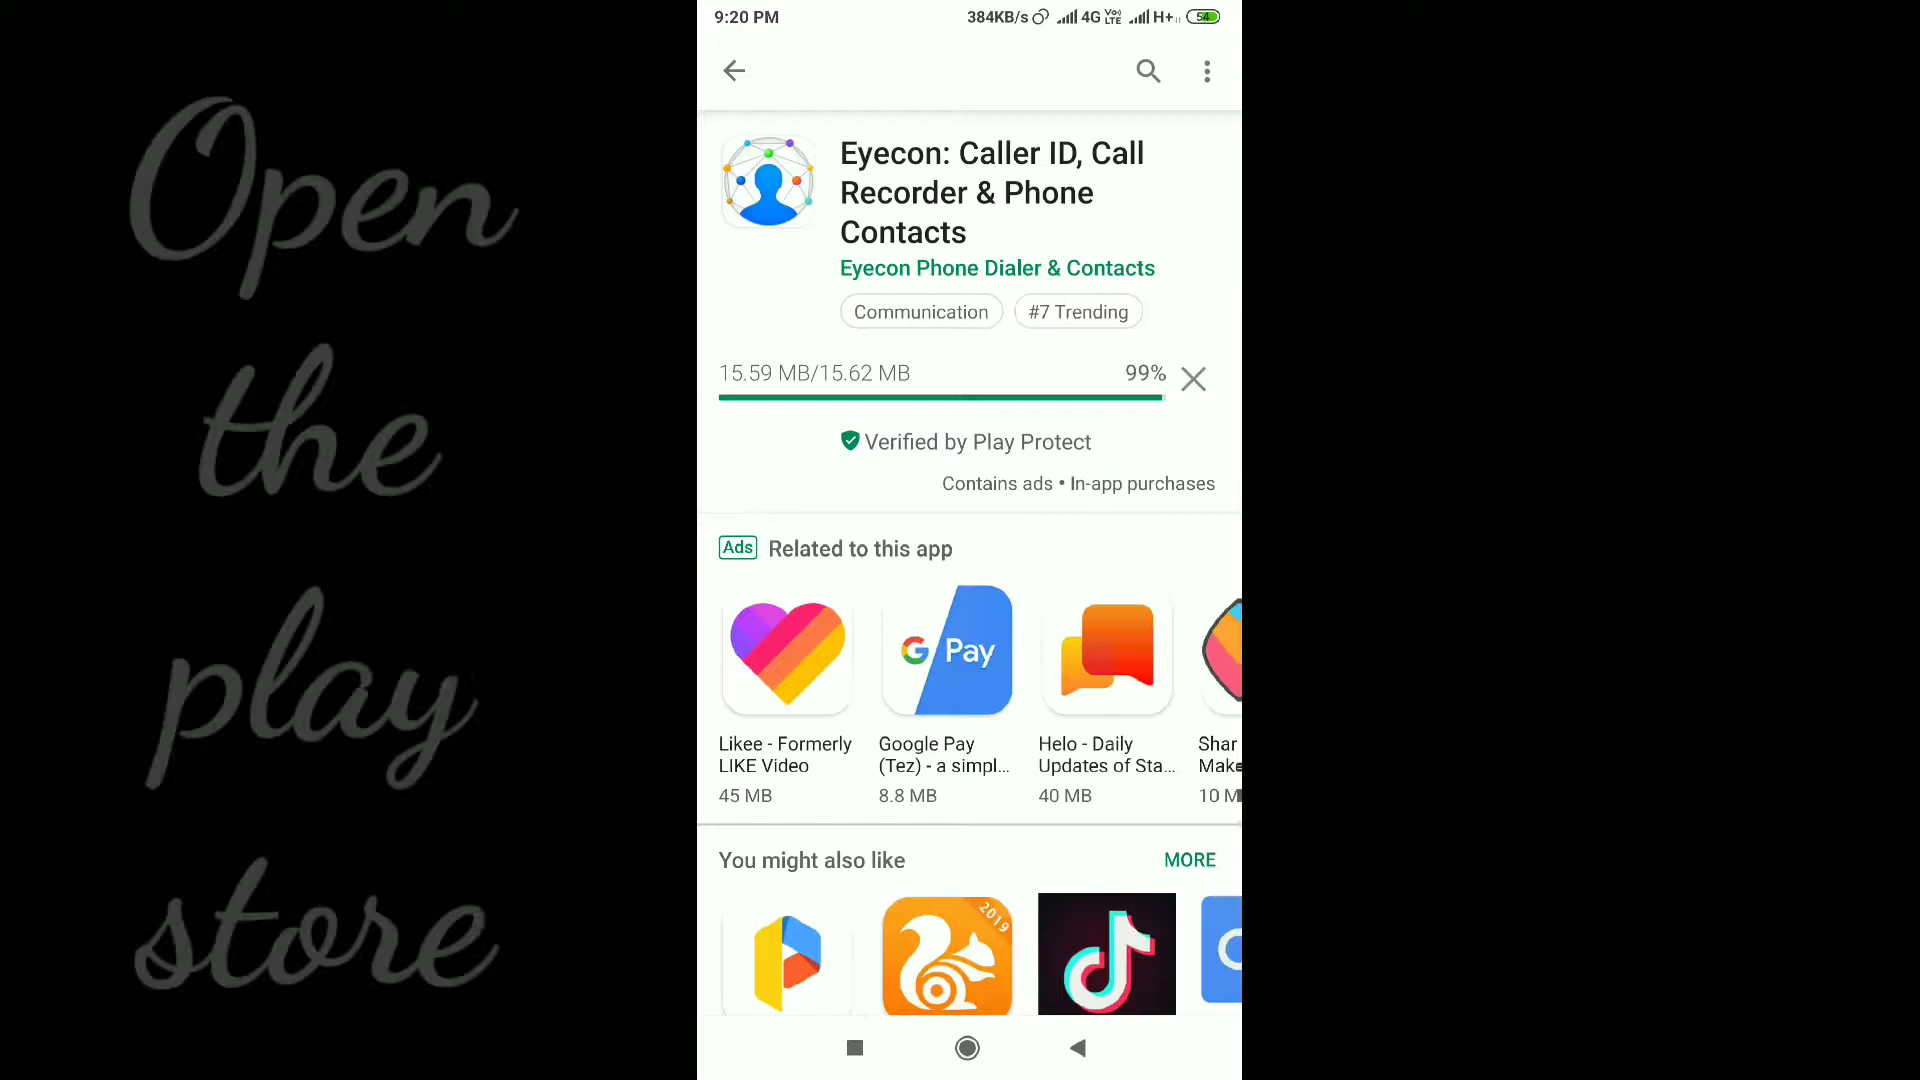 Open
the
play
store
9:20 PM
384KB/s 4G Vo) LTE H+ 54
Eyecon: Caller ID, Call
Recorder & Phone
Contacts
Eyecon Phone Dialer & Contacts
Communication
#7 Trending
15.59 MB/15.62 MB
99%
Verified by Play Protect
Contains ads • In-app purchases
Ads Related to this app
G Pay
Likee - Formerly
LIKE Video
45 MB
Google Pay
(Tez) - a simpl...
8.8 MB
Helo - Daily
Updates of Sta...
40 MB
Shar
Make
10 M
You might also like
MORE
2019